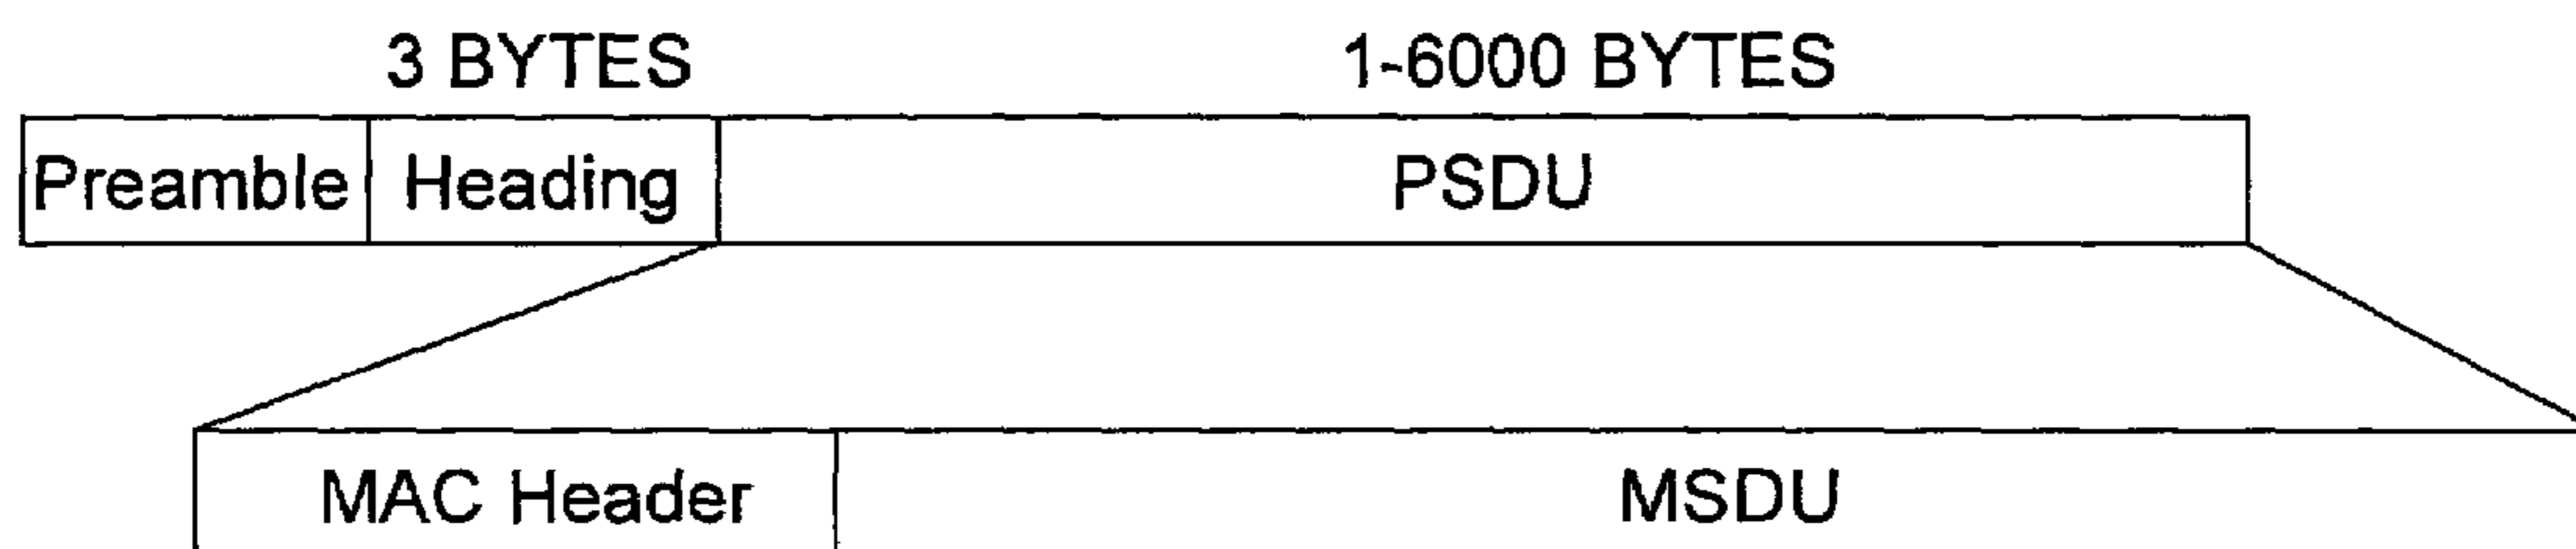 3 BYTES 1-6000 BYTES
Preamble Heading PSDU
MAC Header MSDU